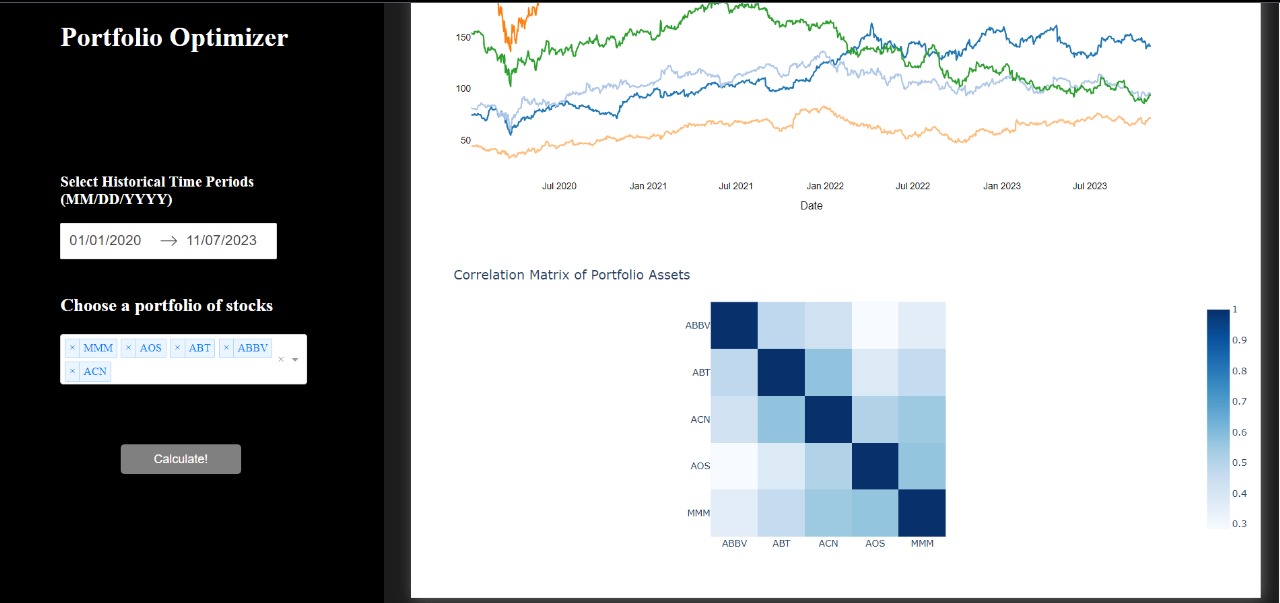 Portfolio Optimizer
Select Historical Time Periods
(MM/DD/YYYY)
01/01/2020 → 11/07/2023
Choose a portfolio of stocks
× MMM × AOS × ABT × ABBV
× ACN
×
Calculate!
150
100
50
Jul 2020 Jan 2021 Jul 2021 Jan 2022 Jul 2022 Jan 2023 Jul 2023
Date
Correlation Matrix of Portfolio Assets
ABBV
ABT
ACN
AOS
MMM
ABBV ABT ACN AOS MMM
1
0.9
0.8
0.7
0.6
0.5
0.4
0.3